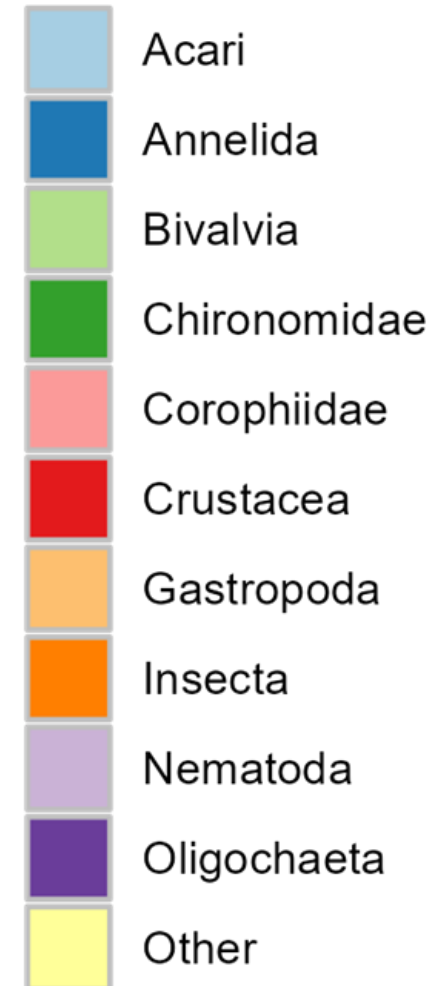 Acari
Annelida
Bivalvia
Chironomidae
Corophiidae
Crustacea
Gastropoda
Insecta
Nematoda
Oligochaeta
Other